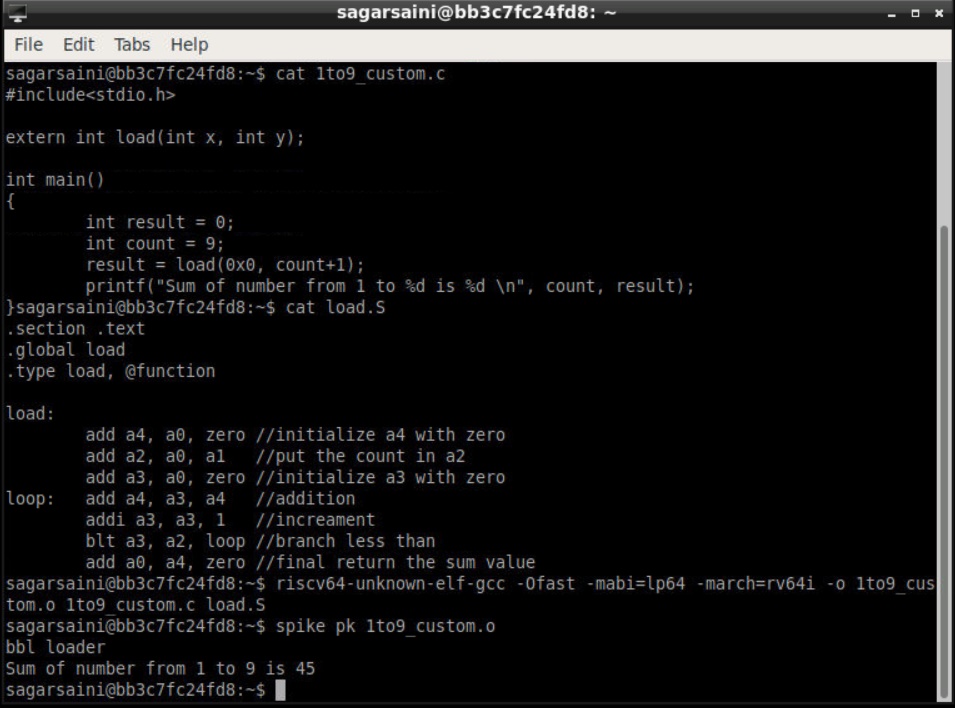 sagarsaini@bb3c7fc24fd8: ~
File Edit Tabs Help
sagarsaini@bb3c7fc24fd8:~$ cat 1to9_custom.c
#include<stdio.h>
extern int load(int x, int y);
int main()
{
        int result = 0;
        int count = 9;
        result = load(0x0, count+1);
        printf("Sum of number from 1 to %d is %d \n", count, result);
}sagarsaini@bb3c7fc24fd8:~$ cat load.S
.section .text
.global load
.type load, @function
load:
        add a4, a0, zero //initialize a4 with zero
        add a2, a0, a1   //put the count in a2
        add a3, a0, zero //initialize a3 with zero
loop:   add a4, a3, a4   //addition
        addi a3, a3, 1   //increament
        blt a3, a2, loop //branch less than
        add a0, a4, zero //final return the sum value
sagarsaini@bb3c7fc24fd8:~$ riscv64-unknown-elf-gcc -Ofast -mabi=lp64 -march=rv64i -o 1to9_cus
tom.o 1to9_custom.c load.S
sagarsaini@bb3c7fc24fd8:~$ spike pk 1to9_custom.o
bbl loader
Sum of number from 1 to 9 is 45
sagarsaini@bb3c7fc24fd8:~$